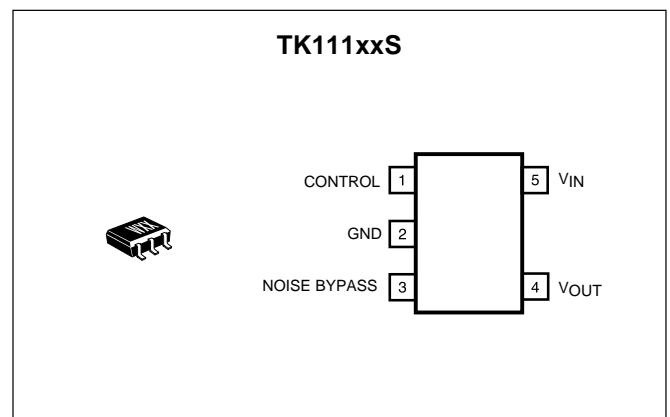 TK111xxS
CONTROL 1
5 VIN
GND 2
NOISE BYPASS 3
4 VOUT